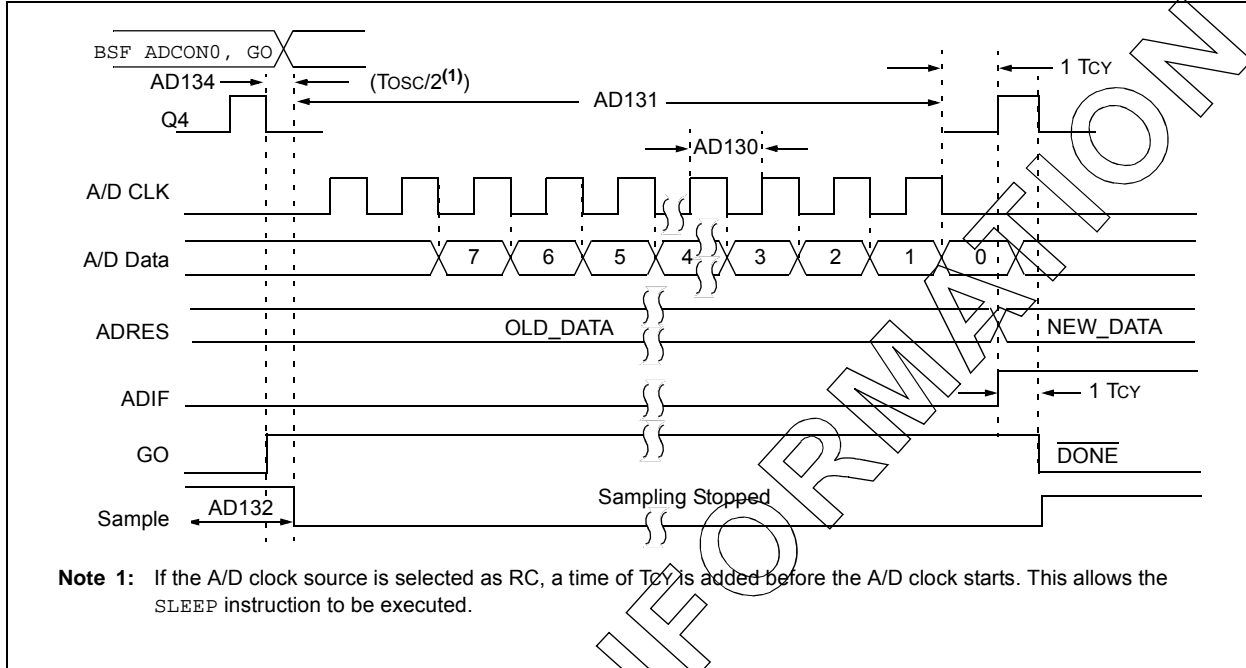 BSF ADCON0, GO
AD134
(TOSC/2(1))
1 TCY
AD131
Q4
AD130
A/D CLK
A/D Data
7 6 5 4 3 2 1 0
ADRES
OLD_DATA
NEW_DATA
ADIF
1 TCY
GO
DONE
Sample
AD132
Sampling Stopped
Note 1: If the A/D clock source is selected as RC, a time of TCY is added before the A/D clock starts. This allows the
SLEEP instruction to be executed.
IFORMATION